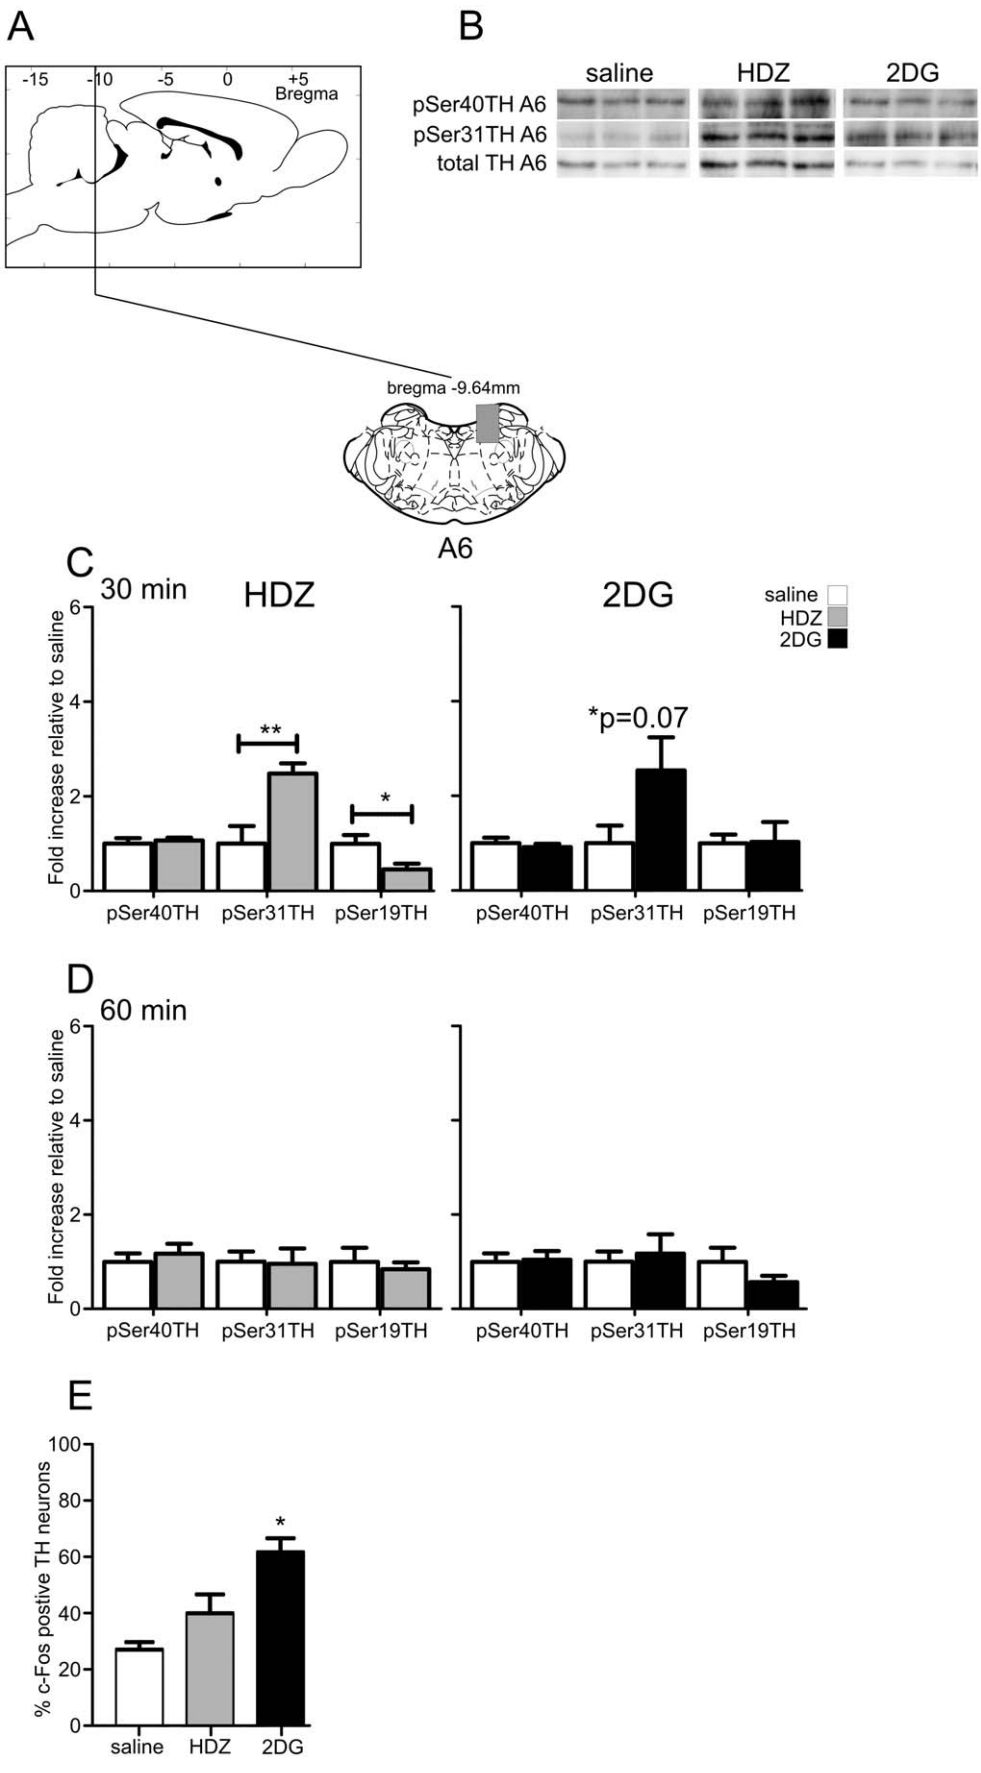 A
B
-15 -10 -5 0 +5
Bregma
saline HDZ 2DG
pSer40TH A6
pSer31TH A6
total TH A6
bregma -9.64mm
A6
C
30 min HDZ 2DG
saline
HDZ
2DG
Fold increase relative to saline
6
4
2
0
**
*
*p=0.07
pSer40TH pSer31TH pSer19TH
pSer40TH pSer31TH pSer19TH
D
60 min
Fold increase relative to saline
6
4
2
0
pSer40TH pSer31TH pSer19TH
pSer40TH pSer31TH pSer19TH
E
% c-Fos postive TH neurons
100
80
60
40
20
0
*
saline HDZ 2DG